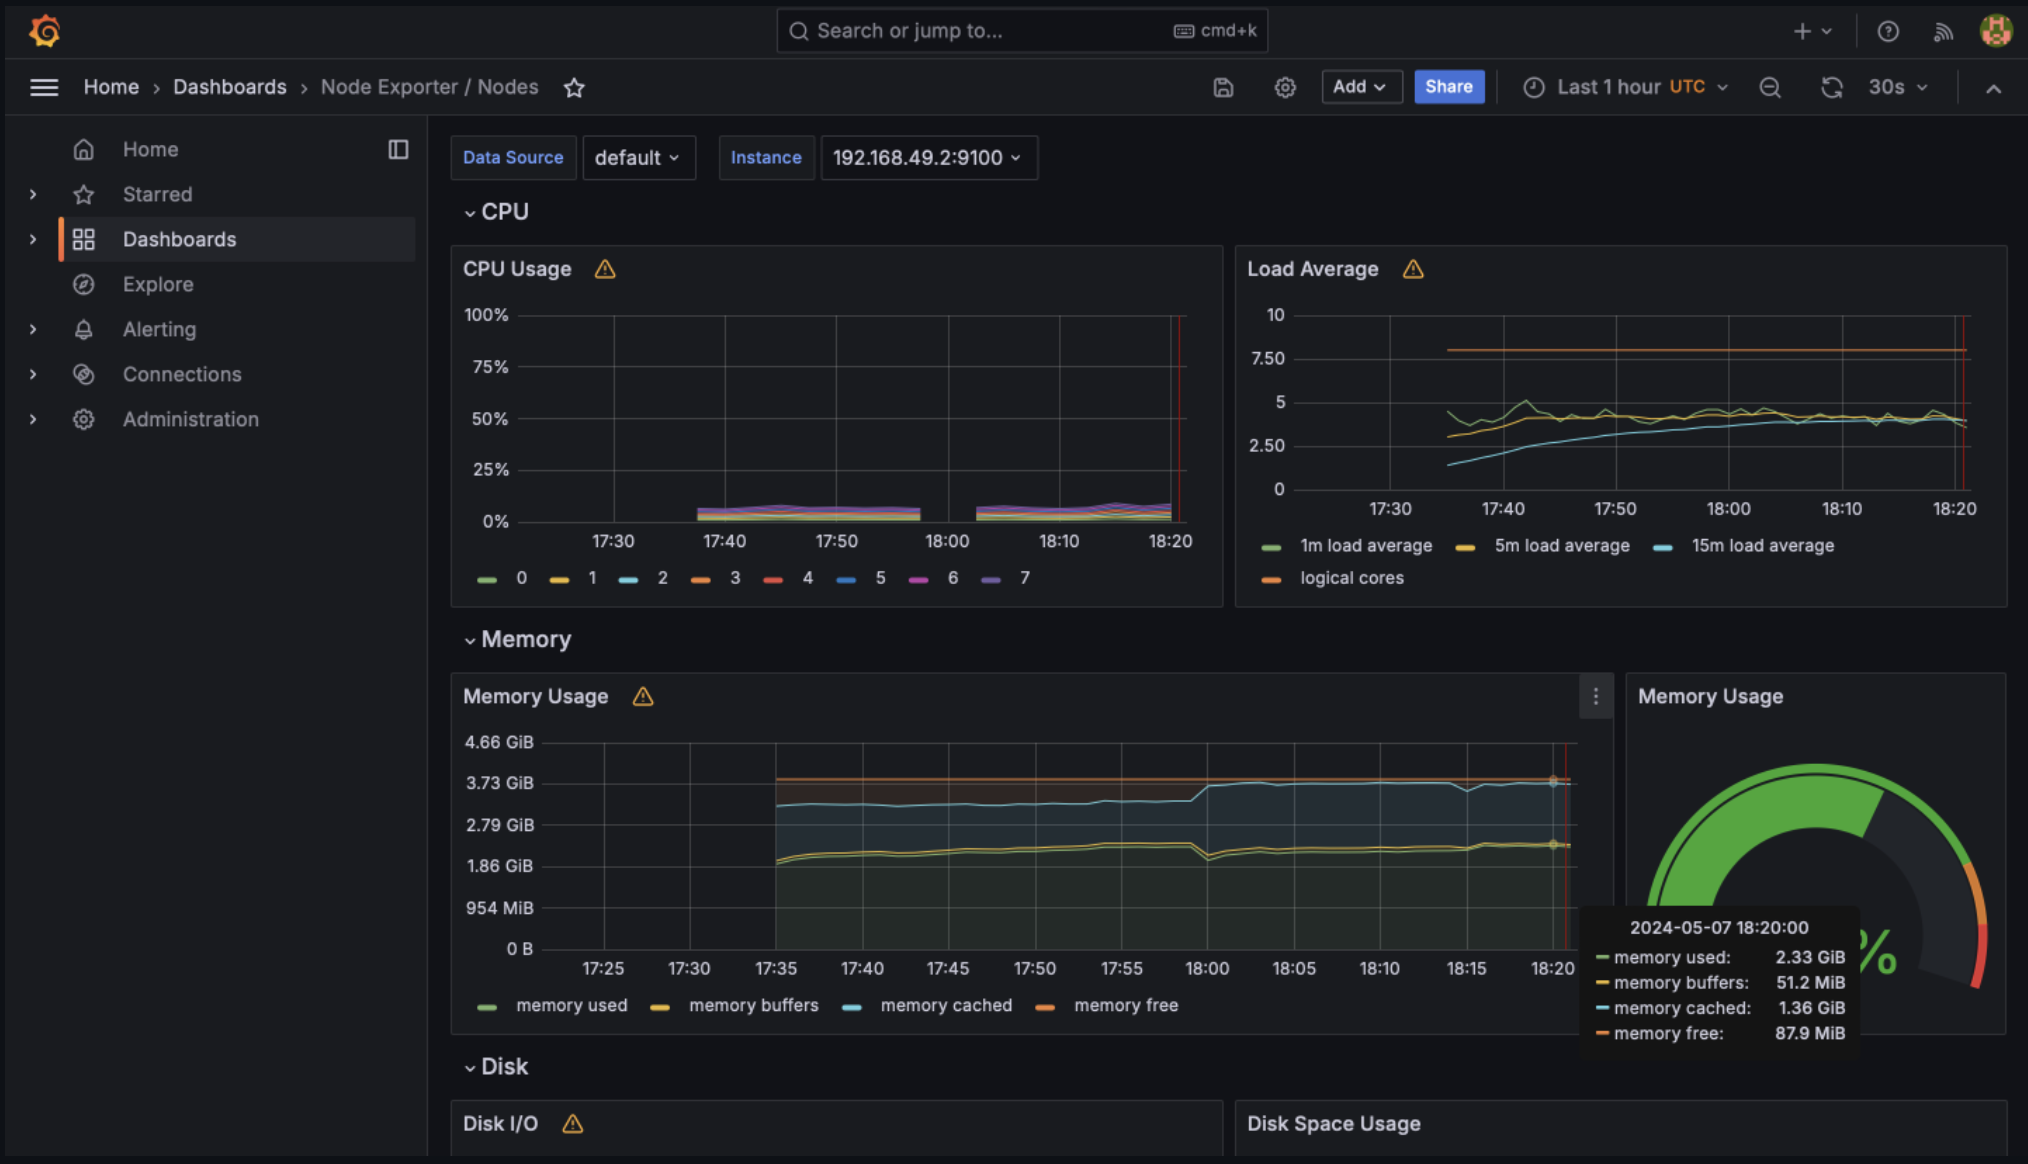 Search or jump to... cmd+k
Home › Dashboards › Node Exporter / Nodes Add Share Last 1 hour UTC 30s
Home
Starred
Dashboards
Explore
Alerting
Connections
Administration
Data Source default Instance 192.168.49.2:9100
CPU
CPU Usage
100%
75%
50%
25%
0%
17:30 17:40 17:50 18:00 18:10 18:20
0 1 2 3 4 5 6 7
Load Average
10
7.50
5
2.50
0
17:30 17:40 17:50 18:00 18:10 18:20
1m load average 5m load average 15m load average
logical cores
Memory
Memory Usage
4.66 GiB
3.73 GiB
2.79 GiB
1.86 GiB
954 MiB
0 B
17:25 17:30 17:35 17:40 17:45 17:50 17:55 18:00 18:05 18:10 18:15 18:20
memory used memory buffers memory cached memory free
Memory Usage
%
2024-05-07 18:20:00
memory used: 2.33 GiB
memory buffers: 51.2 MiB
memory cached: 1.36 GiB
memory free: 87.9 MiB
Disk
Disk I/O
Disk Space Usage